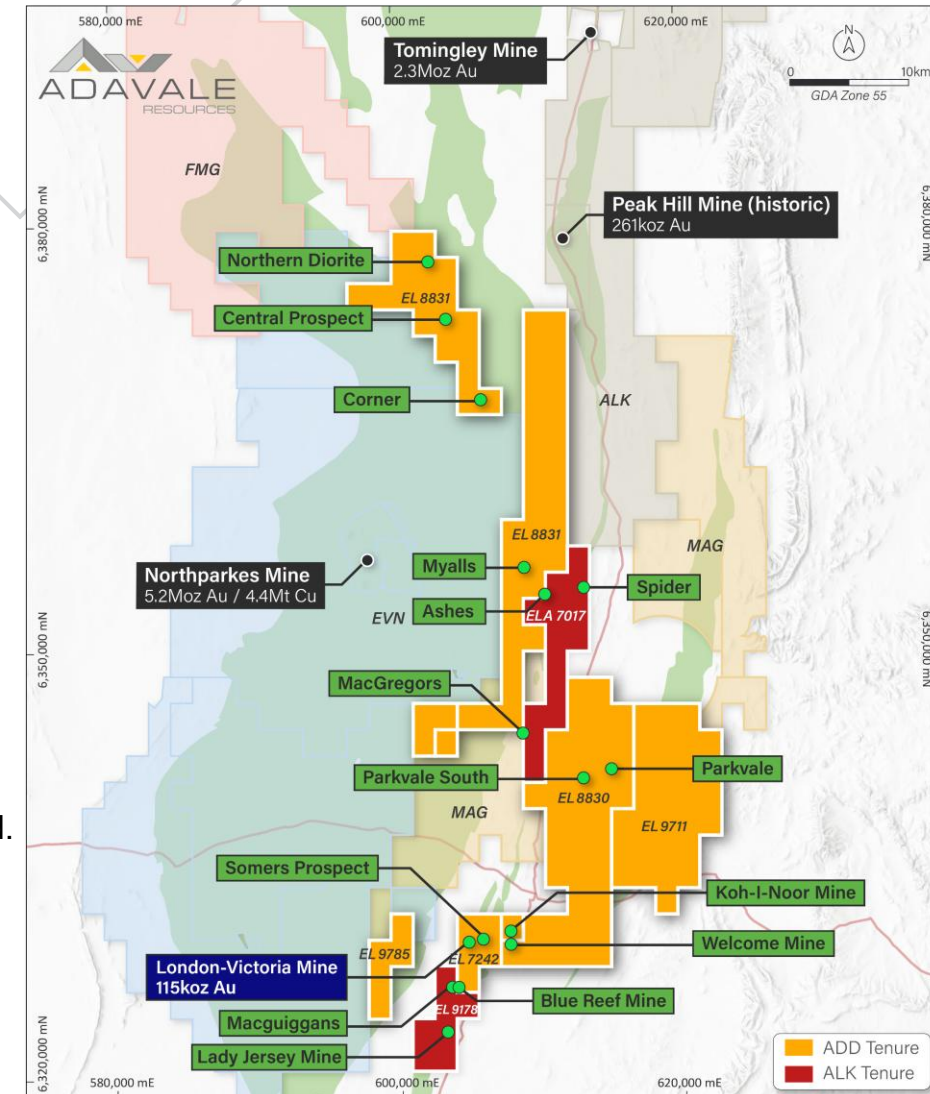 580,000 mE
600,000 mE
620,000 mE
ADAVALE
RESOURCES
Tomingley Mine
2.3Moz Au
N
0 10km
GDA Zone 55
FMG
Peak Hill Mine (historic)
261koz Au
6,380,000 mN
6,380,000 mN
Northern Diorite
EL 8831
Central Prospect
Corner
ALK
EL 8831
MAG
Myalls
Northparkes Mine
5.2Moz Au / 4.4Mt Cu
Spider
Ashes
EVN
ELA 7017
6,350,000 mN
6,350,000 mN
MacGregors
Parkvale South
Parkvale
EL 8830
MAG
EL 9711
l.
Somers Prospect
Koh-I-Noor Mine
Welcome Mine
EL 9785
EL 7242
London-Victoria Mine
115koz Au
Blue Reef Mine
Macguiggans
EL 9178
Lady Jersey Mine
6,320,000 mN
ADD Tenure
ALK Tenure
580,000 mE
600,000 mE
620,000 mE